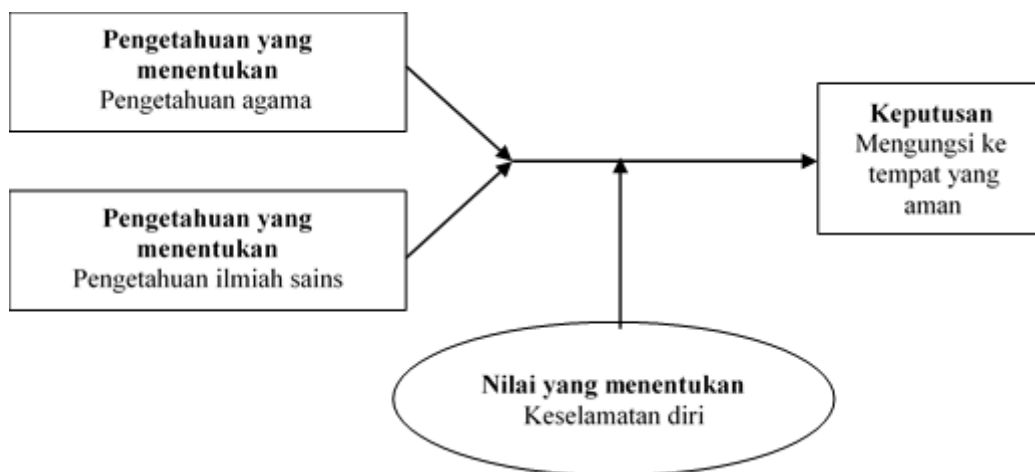 Pengetahuan yang
menentukan
Pengetahuan agama
Keputusan
Mengungsi ke
tempat yang
aman
Pengetahuan yang
menentukan
Pengetahuan ilmiah sains
Nilai yang menentukan
Keselamatan diri